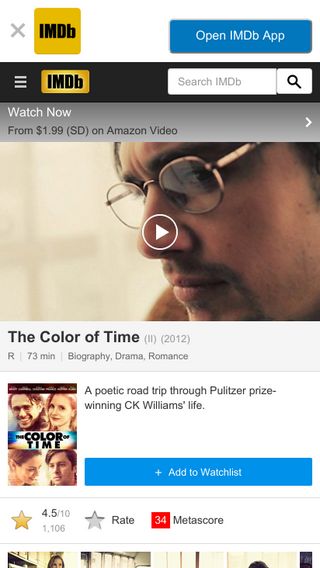 IMDb
Open IMDb App
IMDb
Search IMDb
Watch Now
From $1.99 (SD) on Amazon Video
The Color of Time (II) (2012)
R | 73 min | Biography, Drama, Romance
A poetic road trip through Pulitzer prize-
winning CK Williams' life.
THE
COLOR OF
TIME
+ Add to Watchlist
4.5/10
1,106
Rate
34 Metascore